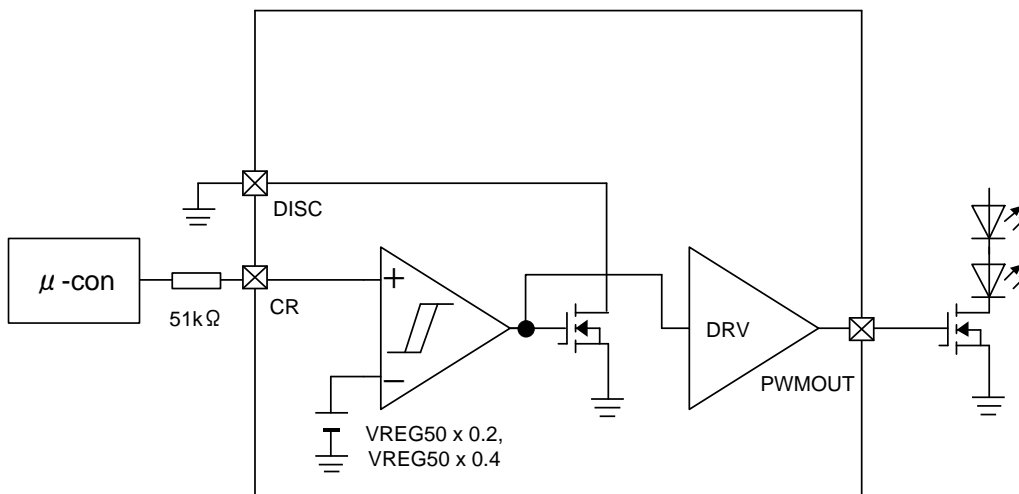 DISC
μ-con
51kΩ
CR
+
−
DRV
PWMOUT
VREG50 x 0.2,
VREG50 x 0.4